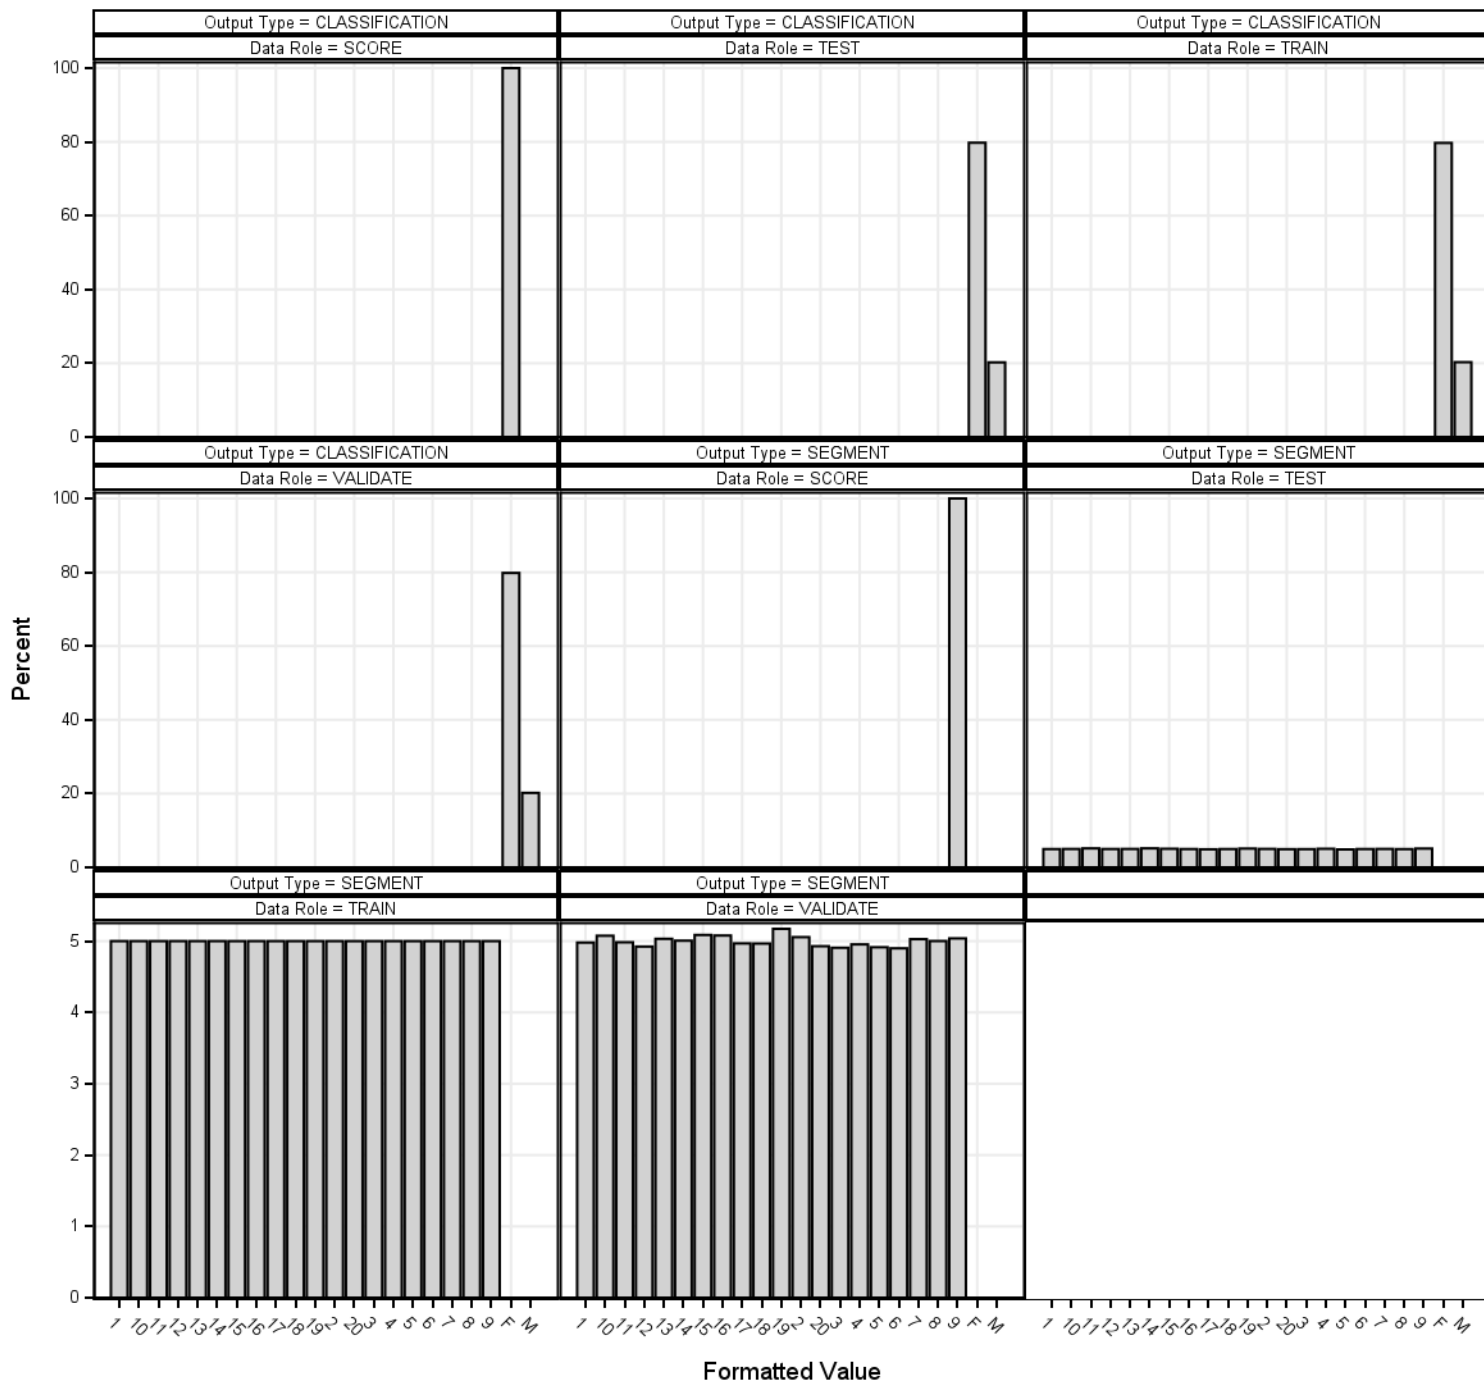 Output Type = CLASSIFICATION Output Type = CLASSIFICATION Output Type = CLASSIFICATION
Data Role = SCORE Data Role = TEST Data Role = TRAIN
100
80
60
40
20
0
Output Type = CLASSIFICATION Output Type = SEGMENT Output Type = SEGMENT
Data Role = VALIDATE Data Role = SCORE Data Role = TEST
100
80
60
40
20
0
Percent
Output Type = SEGMENT Output Type = SEGMENT
Data Role = TRAIN Data Role = VALIDATE
5
4
3
2
1
0
1 10 11 12 13 14 15 16 17 18 19 2 20 3 4 5 6 7 8 9 F M 1 10 11 12 13 14 15 16 17 18 19 2 20 3 4 5 6 7 8 9 F M 1 10 11 12 13 14 15 16 17 18 19 2 20 3 4 5 6 7 8 9 F M
Formatted Value